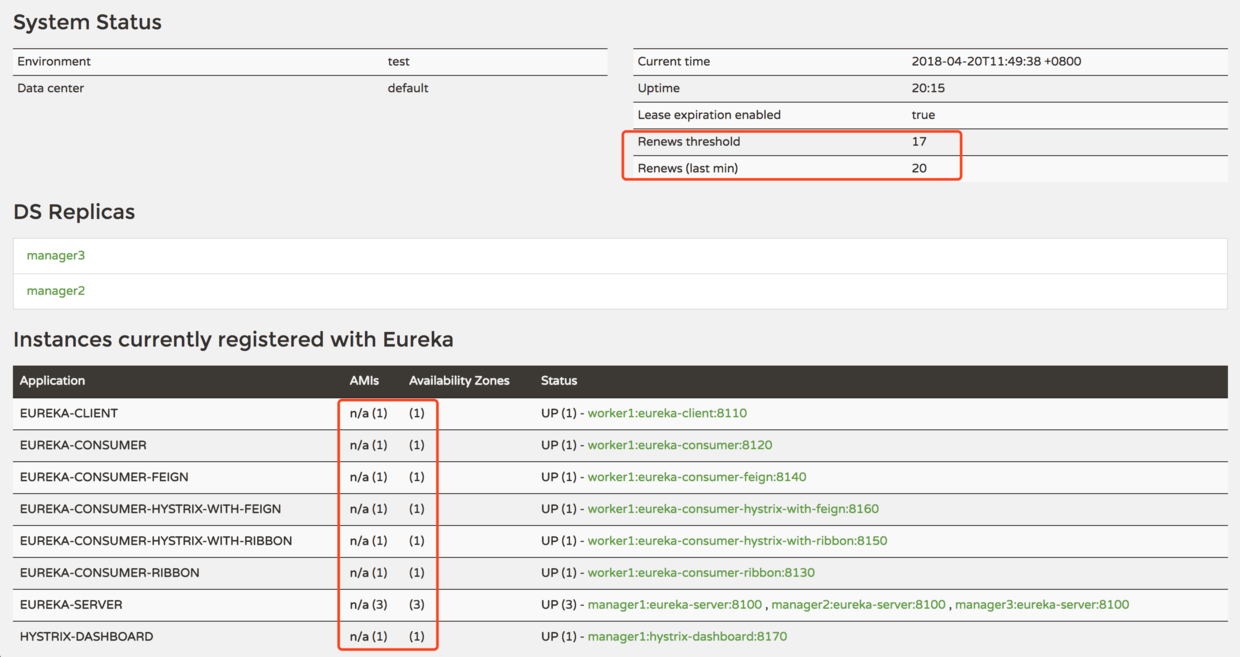 System Status
Environment test
Data center default
Current time 2018-04-20T11:49:38 +0800
Uptime 20:15
Lease expiration enabled true
Renews threshold 17
Renews (last min) 20
DS Replicas
manager3
manager2
Instances currently registered with Eureka
Application AMIs Availability Zones Status
EUREKA-CLIENT n/a (1) (1) UP (1) - worker1:eureka-client:8110
EUREKA-CONSUMER n/a (1) (1) UP (1) - worker1:eureka-consumer:8120
EUREKA-CONSUMER-FEIGN n/a (1) (1) UP (1) - worker1:eureka-consumer-feign:8140
EUREKA-CONSUMER-HYSTRIX-WITH-FEIGN n/a (1) (1) UP (1) - worker1:eureka-consumer-hystrix-with-feign:8160
EUREKA-CONSUMER-HYSTRIX-WITH-RIBBON n/a (1) (1) UP (1) - worker1:eureka-consumer-hystrix-with-ribbon:8150
EUREKA-CONSUMER-RIBBON n/a (1) (1) UP (1) - worker1:eureka-consumer-ribbon:8130
EUREKA-SERVER n/a (3) (3) UP (3) - manager1:eureka-server:8100 , manager2:eureka-server:8100 , manager3:eureka-server:8100
HYSTRIX-DASHBOARD n/a (1) (1) UP (1) - manager1:hystrix-dashboard:8170